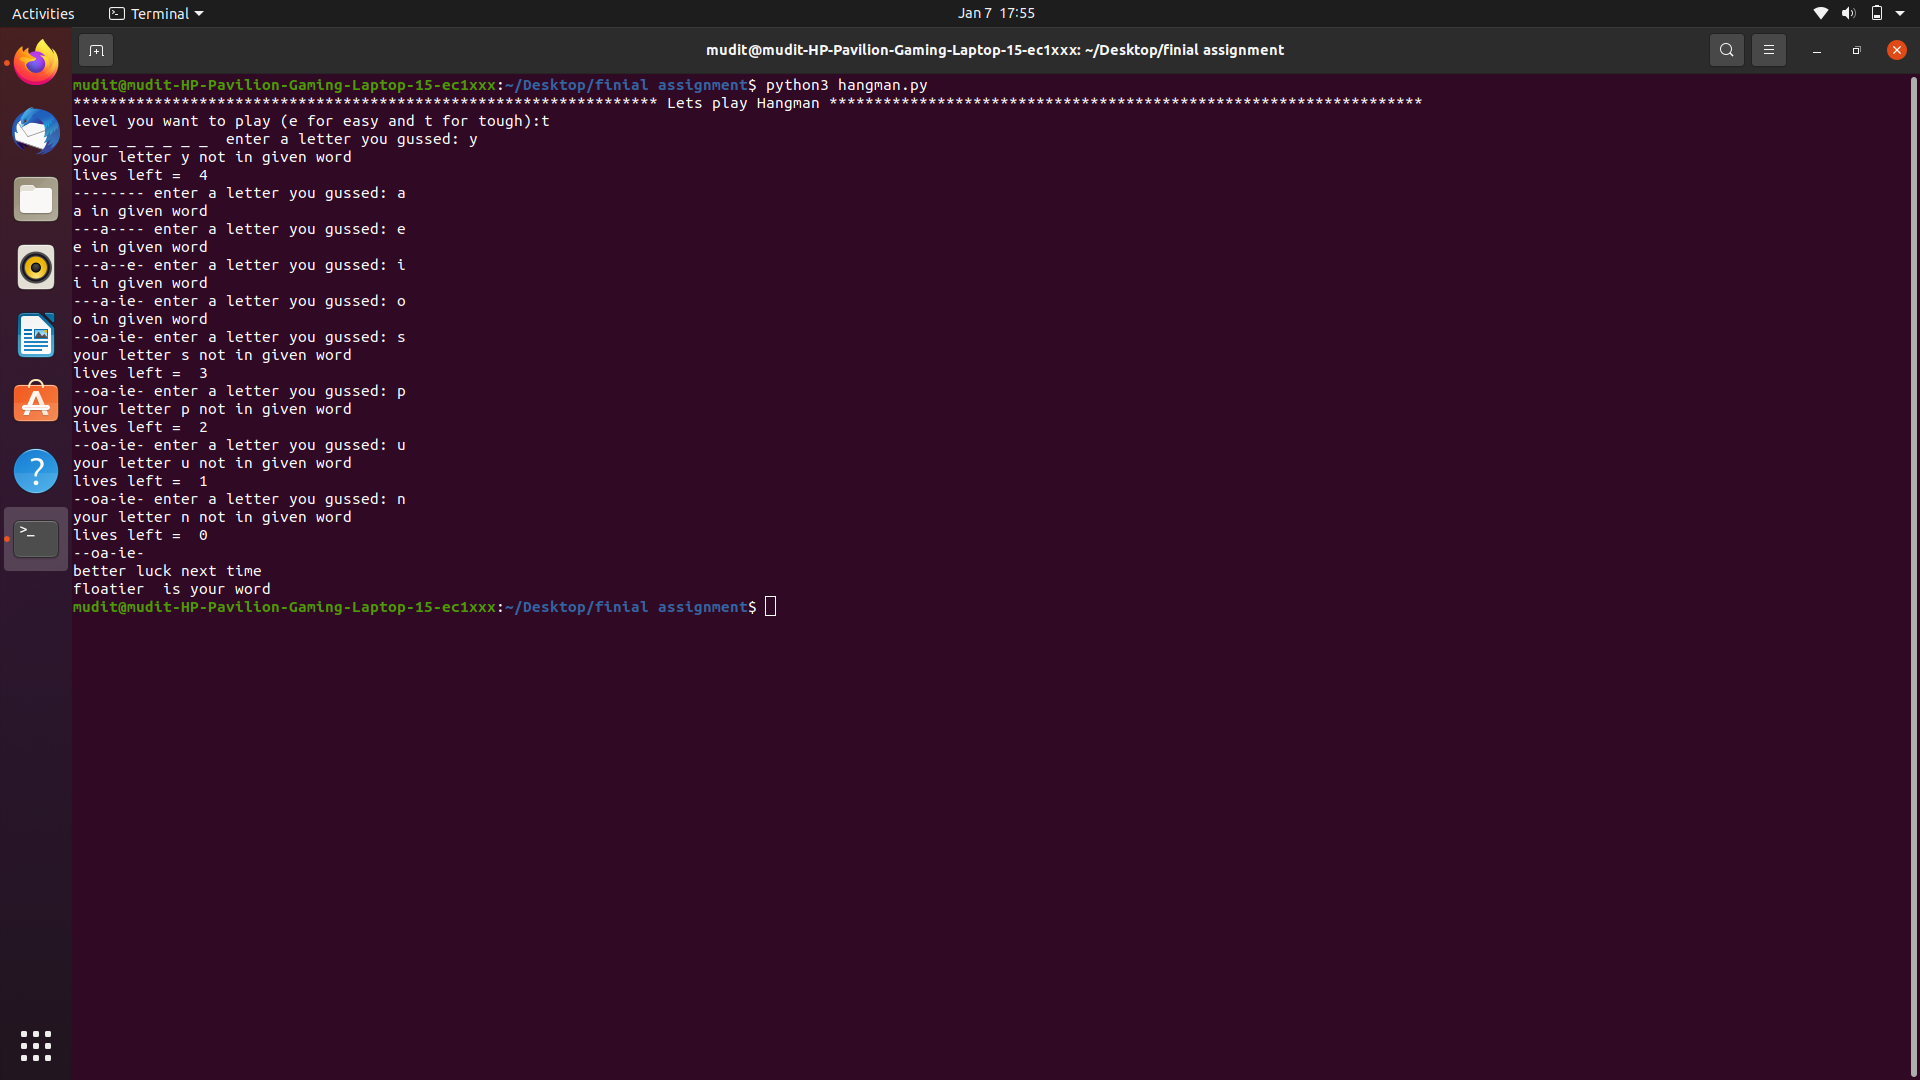 Activities
Terminal
Jan 7 17:55
mudit@mudit-HP-Pavilion-Gaming-Laptop-15-ec1xxx: ~/Desktop/finial assignment
mudit@mudit-HP-Pavilion-Gaming-Laptop-15-ec1xxx:~/Desktop/finial assignment$ python3 hangman.py
***************************************************************** Lets play Hangman ******************************************************************
level you want to play (e for easy and t for tough):t
_ _ _ _ _ _ _ _  enter a letter you gussed: y
your letter y not in given word
lives left =  4
-------- enter a letter you gussed: a
a in given word
---a---- enter a letter you gussed: e
e in given word
---a--e- enter a letter you gussed: i
i in given word
---a-ie- enter a letter you gussed: o
o in given word
--oa-ie- enter a letter you gussed: s
your letter s not in given word
lives left =  3
--oa-ie- enter a letter you gussed: p
your letter p not in given word
lives left =  2
--oa-ie- enter a letter you gussed: u
your letter u not in given word
lives left =  1
--oa-ie- enter a letter you gussed: n
your letter n not in given word
lives left =  0
--oa-ie-
better luck next time
floatier  is your word
mudit@mudit-HP-Pavilion-Gaming-Laptop-15-ec1xxx:~/Desktop/finial assignment$